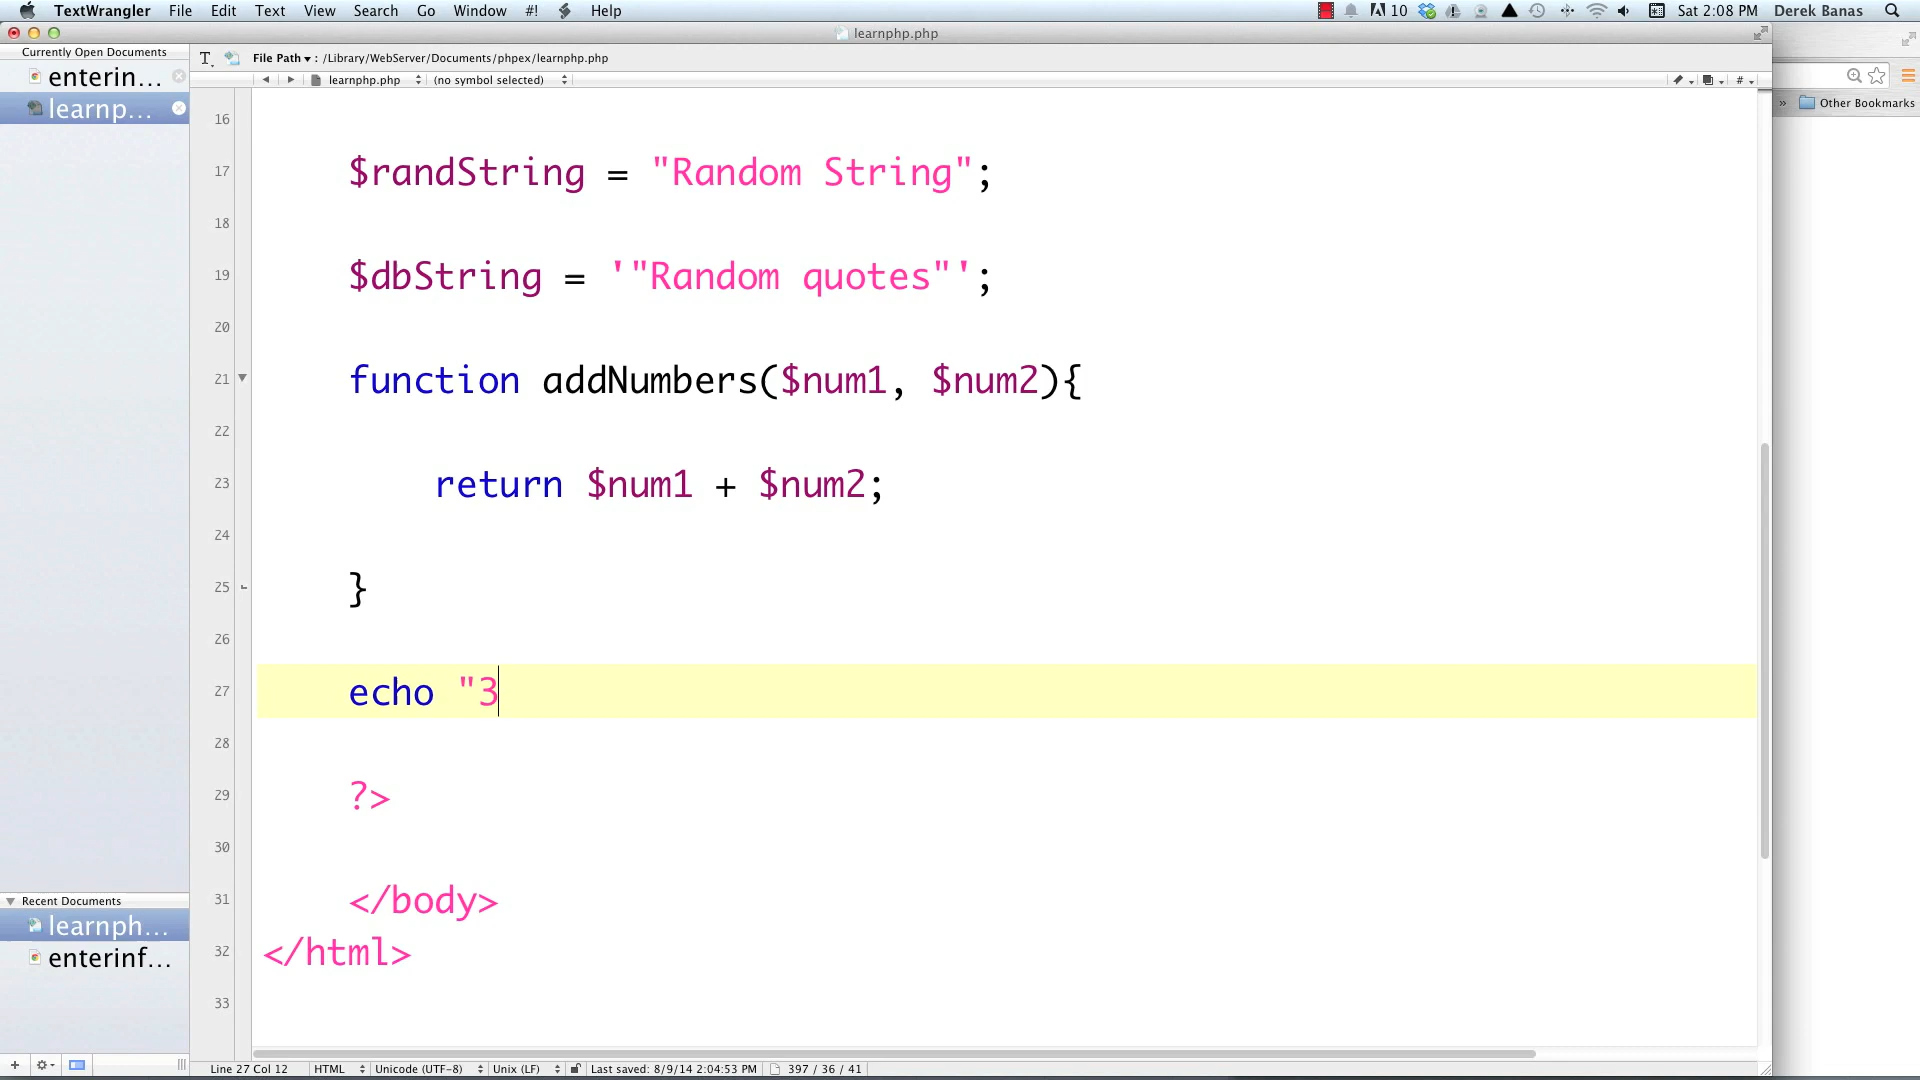 TextWrangler File Edit Text View Search Go Window #! Help 10 Sat 2:08 PM Derek Banas
learnphp.php
Currently Open Documents
enterin...
learnp...
File Path : /Library/WebServer/Documents/phpex/learnphp.php
learnphp.php (no symbol selected) #
Other Bookmarks
16
17 $randString = "Random String";
18
19 $dbString = '"Random quotes"';
20
21 function addNumbers($num1, $num2){
22
23 return $num1 + $num2;
24
25 }
26
27 echo "3
28
29 ?>
30
31 </body>
32 </html>
33
Recent Documents
learnph...
enterinf...
Line 27 Col 12 HTML Unicode (UTF-8) Unix (LF) Last saved: 8/9/14 2:04:53 PM 397 / 36 / 41